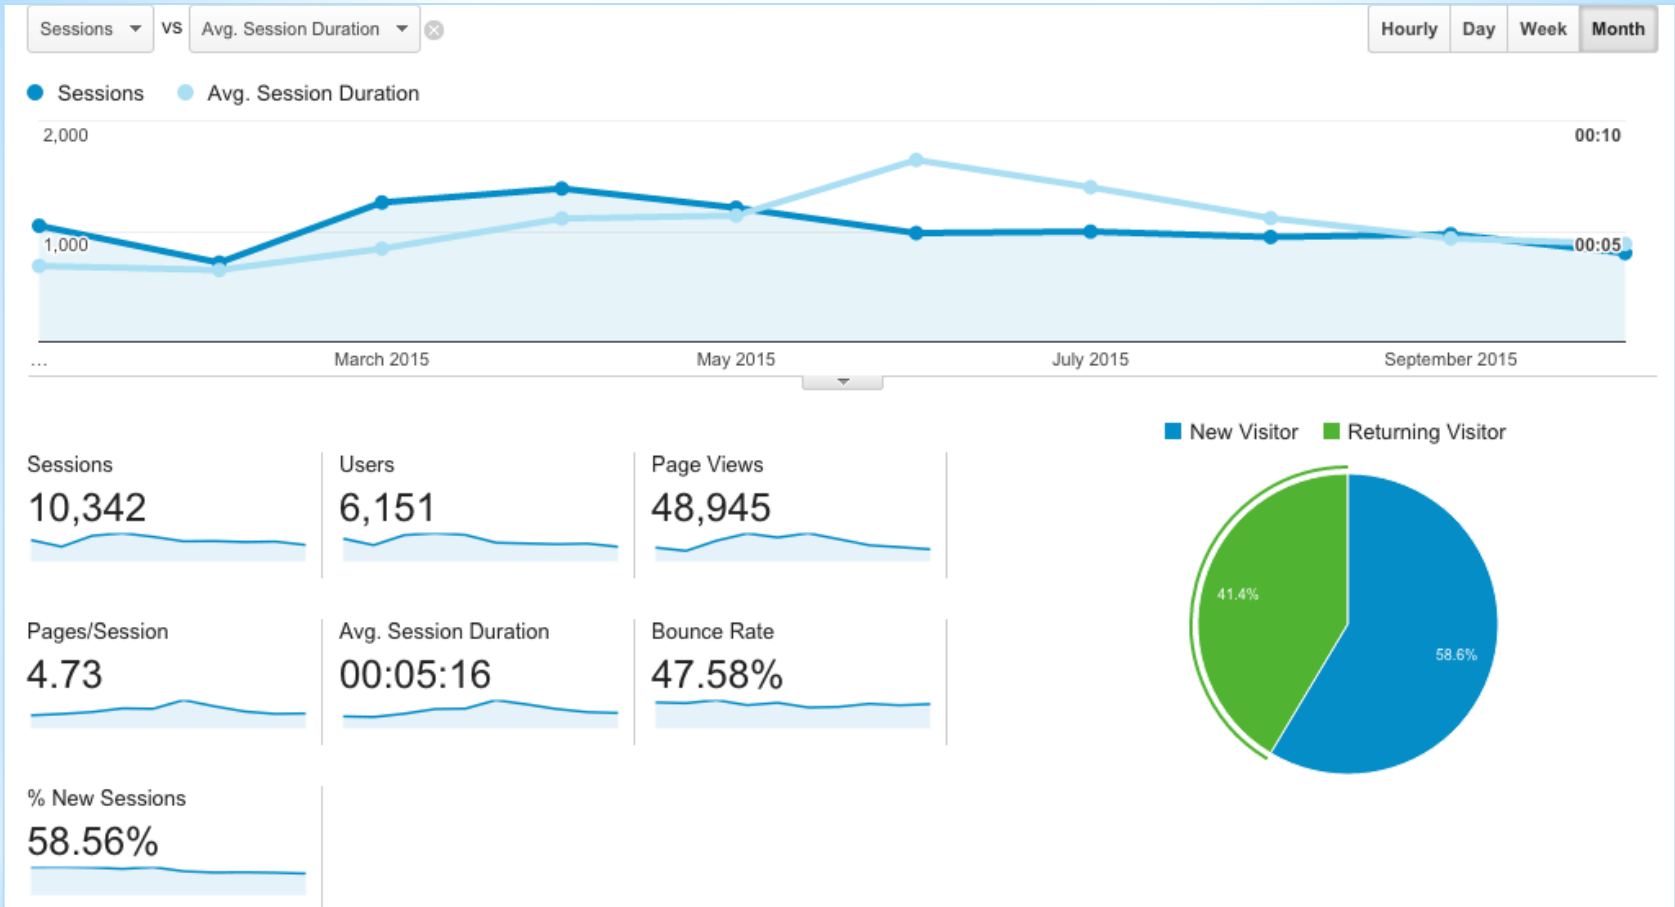 Sessions VS Avg. Session Duration
Hourly Day Week Month
Sessions Avg. Session Duration
2,000 00:10
1,000 00:05
... March 2015 May 2015 July 2015 September 2015
New Visitor Returning Visitor
41.4%
58.6%
Sessions Users Page Views
10,342 6,151 48,945
Pages/Session Avg. Session Duration Bounce Rate
4.73 00:05:16 47.58%
% New Sessions
58.56%